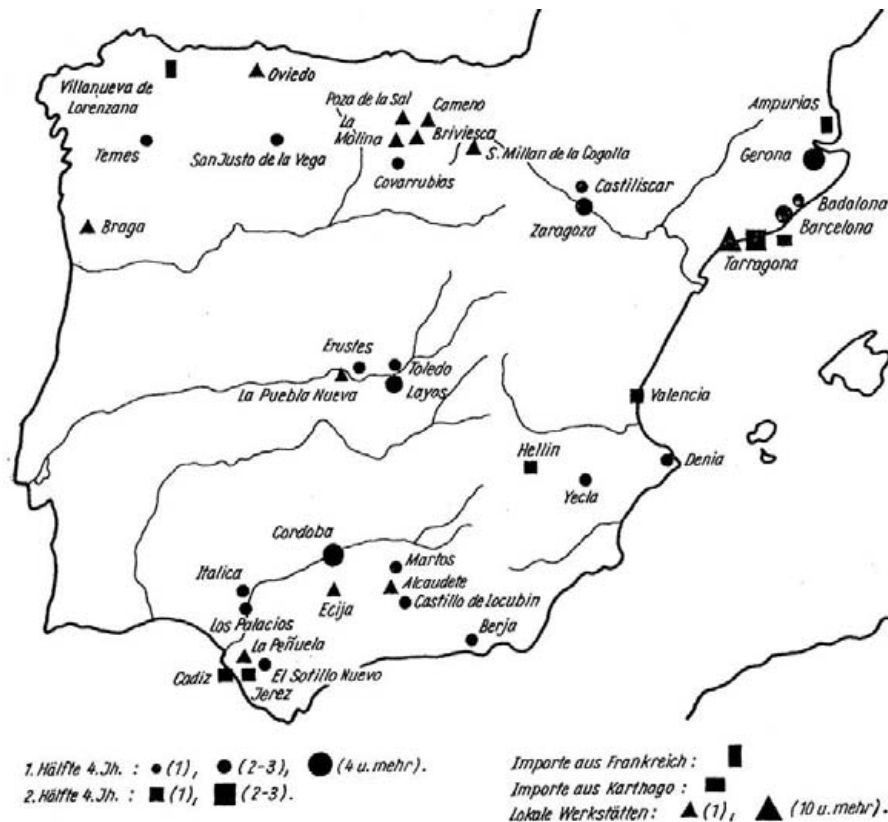 Villanueva de
Lorenzana
Oviedo
Poza de la Sal
Cameno
La
Molina
Briviesca
Ampurias
Temes
San Justo de la Vega
S. Millan de la Cogolla
Gerona
Covarrubias
Castiliscar
Badalona
Braga
Zaragoza
Barcelona
Tarragona
Erustes
Toledo
La Puebla Nueva
Layos
Valencia
Hellin
Denia
Yecla
Cordoba
Martos
Italica
Alcaudete
Ecija
Castillo de Locubin
Los Palacios
Berja
La Peñuela
Cadiz
El Sotillo Nuevo
Jerez
1. Hälfte 4. Jh. : (1), (2-3), (4 u. mehr).
2. Hälfte 4. Jh. : (1), (2-3).
Importe aus Frankreich :
Importe aus Karthago :
Lokale Werkstätten : (1), (10 u. mehr).